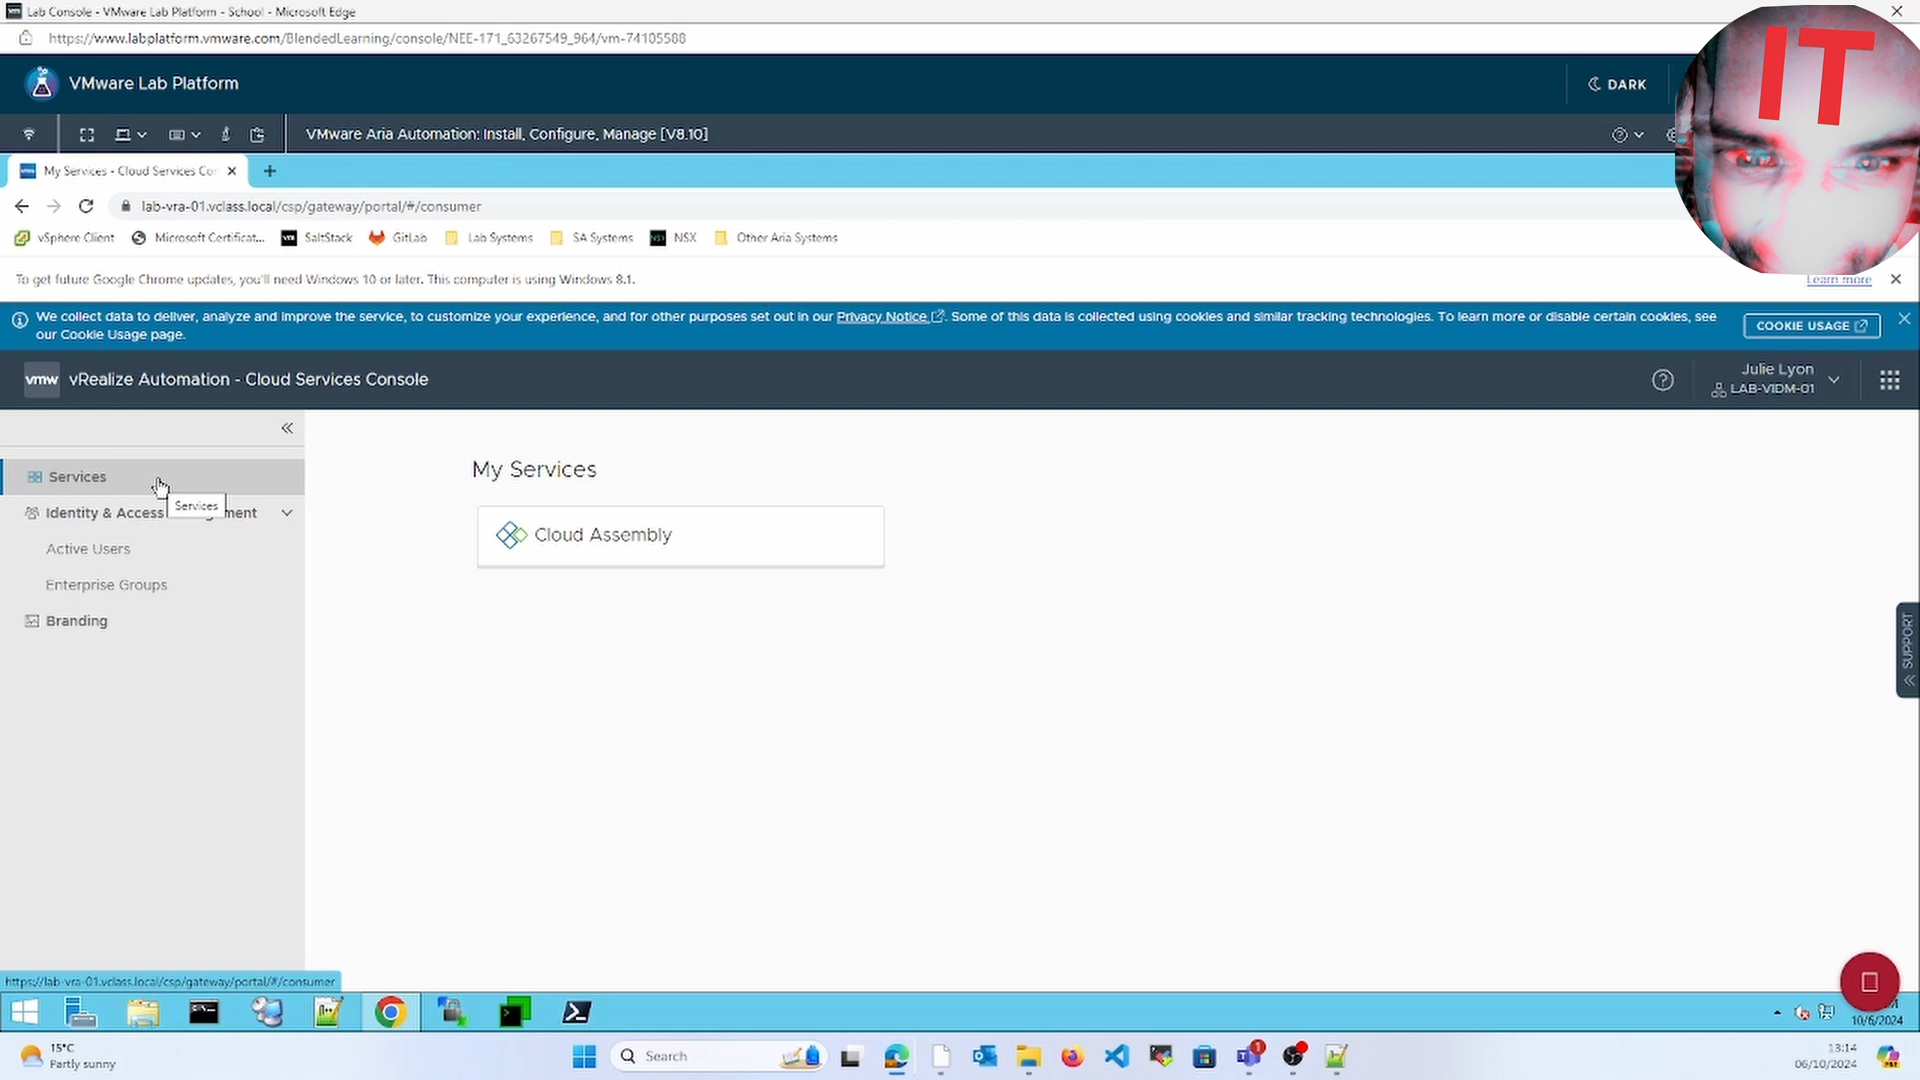 Lab Console - VMware Lab Platform - School - Microsoft Edge
https://www.labplatform.vmware.com/BlendedLearning/console/NEE-171_63267549_964/vm-74105588
VMware Lab Platform
DARK
IT
VMware Aria Automation: Install, Configure, Manage [V8.10]
My Services - Cloud Services Co
lab-vra-01.vclass.local/csp/gateway/portal/#/consumer
vSphere Client
Microsoft Certificat...
SaltStack
GitLab
Lab Systems
SA Systems
NSX
Other Aria Systems
To get future Google Chrome updates, you'll need Windows 10 or later. This computer is using Windows 8.1.
Learn more
We collect data to deliver, analyze and improve the service, to customize your experience, and for other purposes set out in our Privacy Notice. Some of this data is collected using cookies and similar tracking technologies. To learn more or disable certain cookies, see
our Cookie Usage page.
COOKIE USAGE
vmw
vRealize Automation - Cloud Services Console
Julie Lyon
LAB-VIDM-01
Services
Services
Identity & Access ment
Active Users
Enterprise Groups
Branding
My Services
Cloud Assembly
SUPPORT
https://lab-vra-01.vclass.local/csp/gateway/portal/#/consumer
10/6/2024
15°C
Partly sunny
Search
1
13:14
06/10/2024